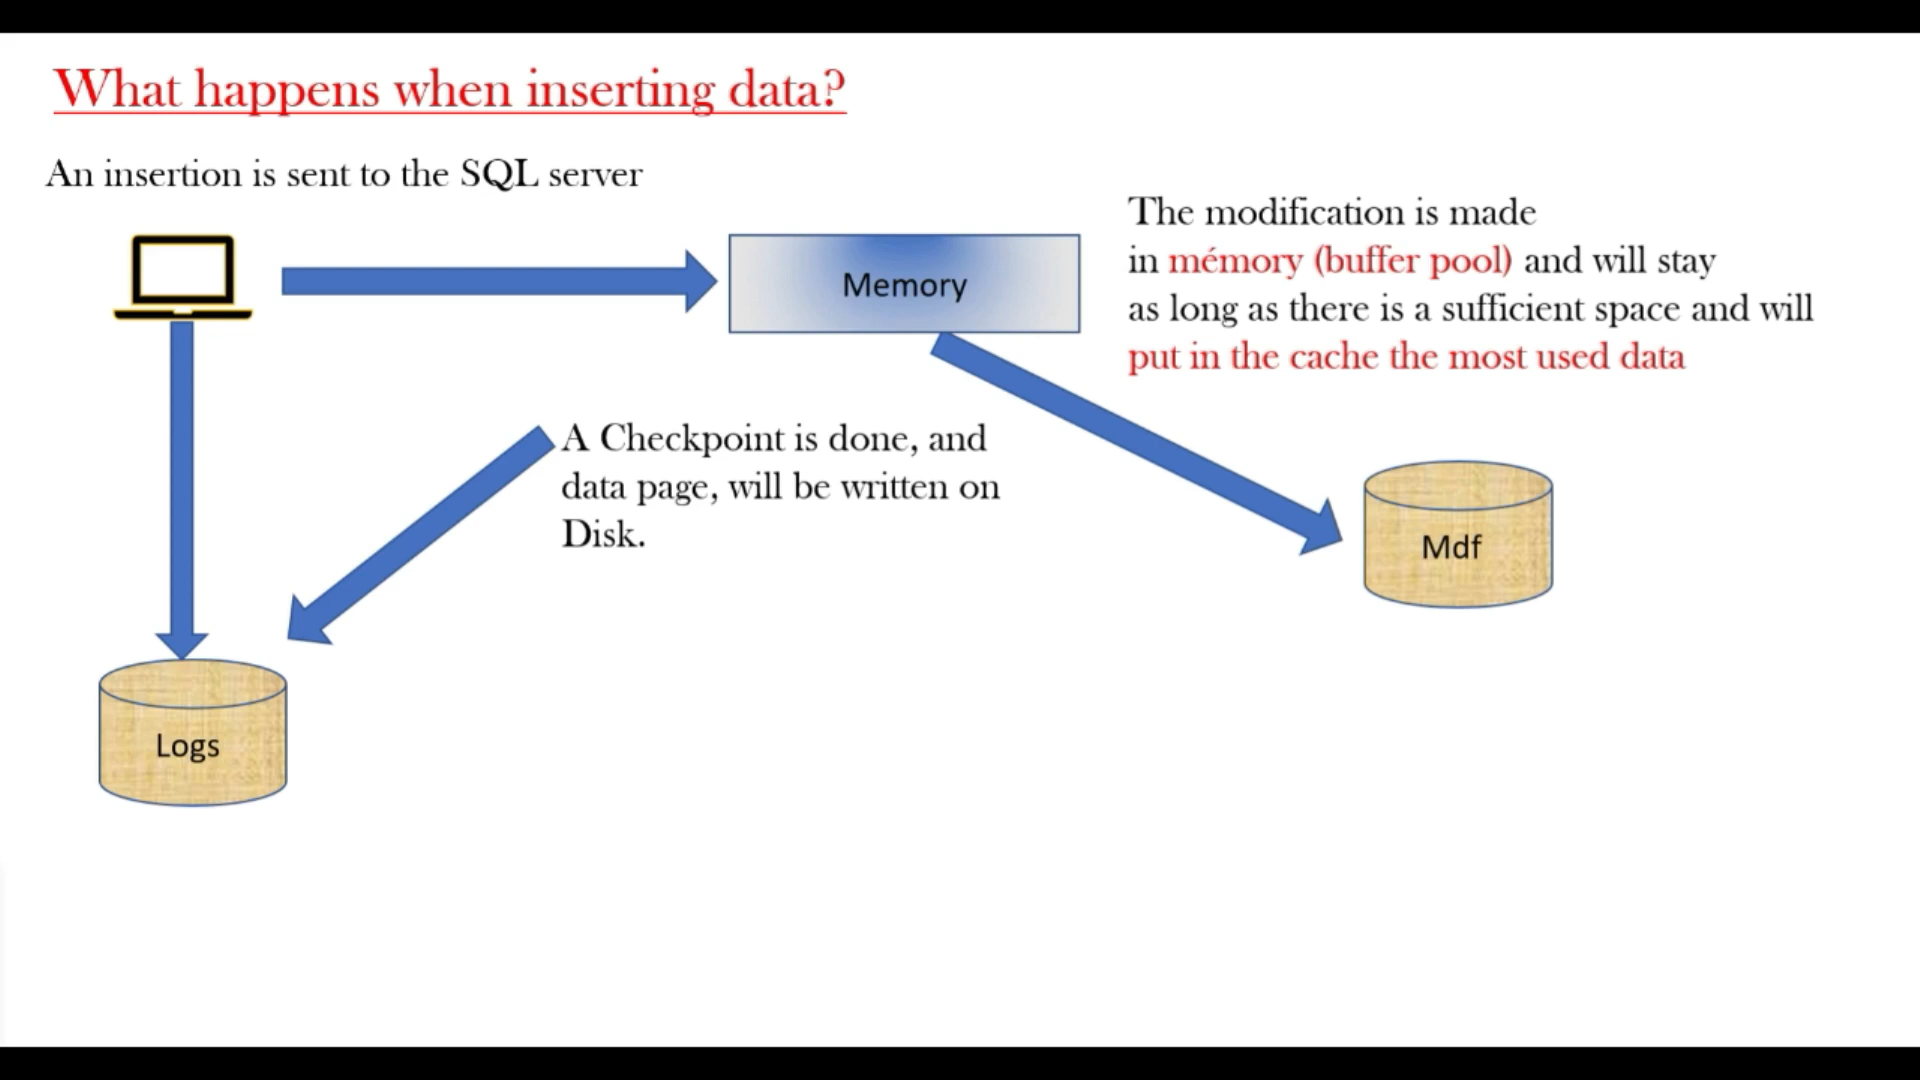 What happens when inserting data?
An insertion is sent to the SQL server
Memory
The modification is made
in mémory (buffer pool) and will stay
as long as there is a sufficient space and will
put in the cache the most used data
A Checkpoint is done, and
data page, will be written on
Disk.
Mdf
Logs